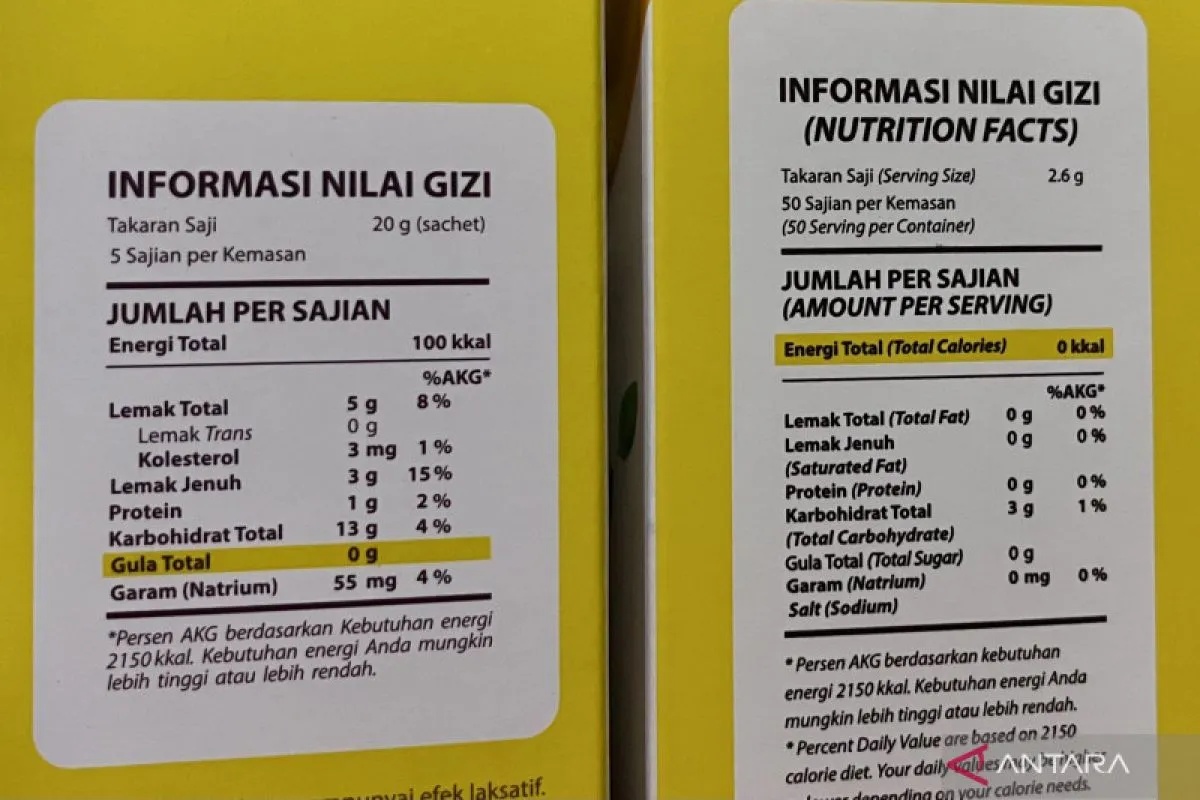 INFORMASI NILAI GIZI
Takaran Saji 20 g (sachet)
5 Sajian per Kemasan
JUMLAH PER SAJIAN
Energi Total 100 kkal
%AKG*
Lemak Total 5 g 8 %
Lemak Trans 0 g
Kolesterol 3 mg 1 %
Lemak Jenuh 3 g 15 %
Protein 1 g 2 %
Karbohidrat Total 13 g 4 %
Gula Total 0 g
Garam (Natrium) 55 mg 4 %
*Persen AKG berdasarkan Kebutuhan energi
2150 kkal. Kebutuhan energi Anda mungkin
lebih tinggi atau lebih rendah.
efek laksatif.
INFORMASI NILAI GIZI
(NUTRITION FACTS)
Takaran Saji (Serving Size) 2.6 g
50 Sajian per Kemasan
(50 Serving per Container)
JUMLAH PER SAJIAN
(AMOUNT PER SERVING)
Energi Total (Total Calories) 0 kkal
%AKG*
Lemak Total (Total Fat) 0 g 0 %
Lemak Jenuh 0 g 0 %
(Saturated Fat)
Protein (Protein) 0 g 0 %
Karbohidrat Total 3 g 1 %
(Total Carbohydrate)
Gula Total (Total Sugar) 0 g
Garam (Natrium) 0 mg 0 %
Salt (Sodium)
* Persen AKG berdasarkan kebutuhan
energi 2150 kkal. Kebutuhan energi Anda
mungkin lebih tinggi atau lebih rendah.
* Percent Daily Value are based on 2150
calorie diet. Your daily values may be
depending on your calorie needs.
ANTARA